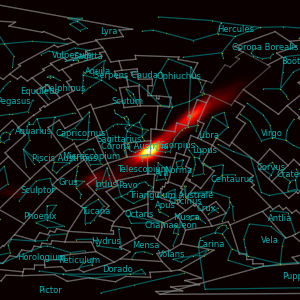 Lyra
Hercules
Corona Borealis
Vulpecula
Sagitta
Boot
Aquila
Serpens Cauda
Ophiuchus
Equuleus
Delphinus
Pegasus
Scutum
Aquarius
Capricornus
Sagittarius
Libra
Virgo
Corona Australis
Scorpius
Lupus
Piscis Austrinus
Microscopium
Telescopium
Norma
Corvus
Crater
Grus
Indus
Pavo
Centaurus
Sculptor
Triangulum Australe
Circinus
Apus
Crux
Tucana
Octans
Musca
Phoenix
Chamaeleon
Antlia
Hydrus
Mensa
Carina
Vela
Horologium
Reticulum
Volans
Dorado
Pictor
Pupp